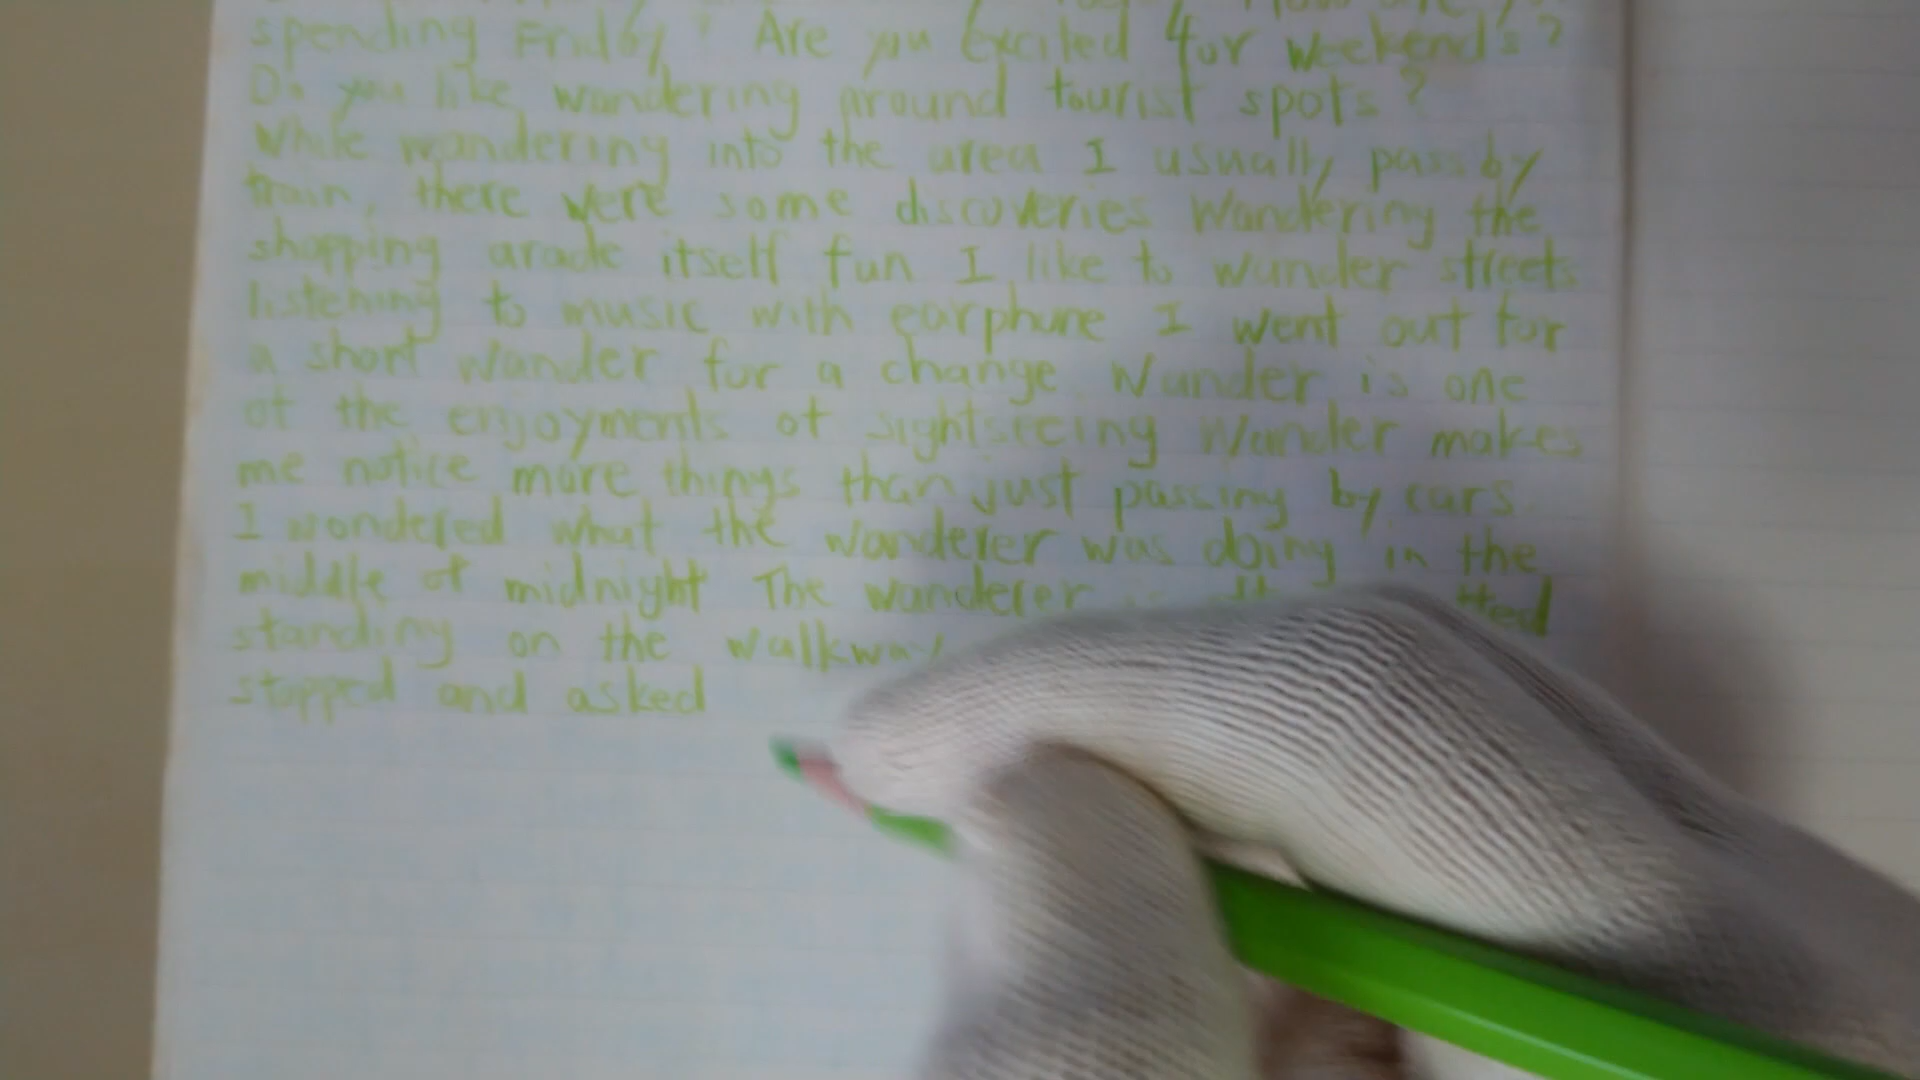 How are
spending Friday? Are you excited for weekends?
Do you like wandering around tourist spots?
While wandering into the area I usually pass by
train, there were some discoveries Wandering the
shopping arade itself fun I like to wander streets
listening to music with earphone I went out for
a short wander for a change. Wander is one
of the enjoyments of sightseeing Wander makes
me notice more things than just passing by cars.
I wondered what the wanderer was doing in the
middle of midnight The wanderer
standing on the walkway
stopped and asked